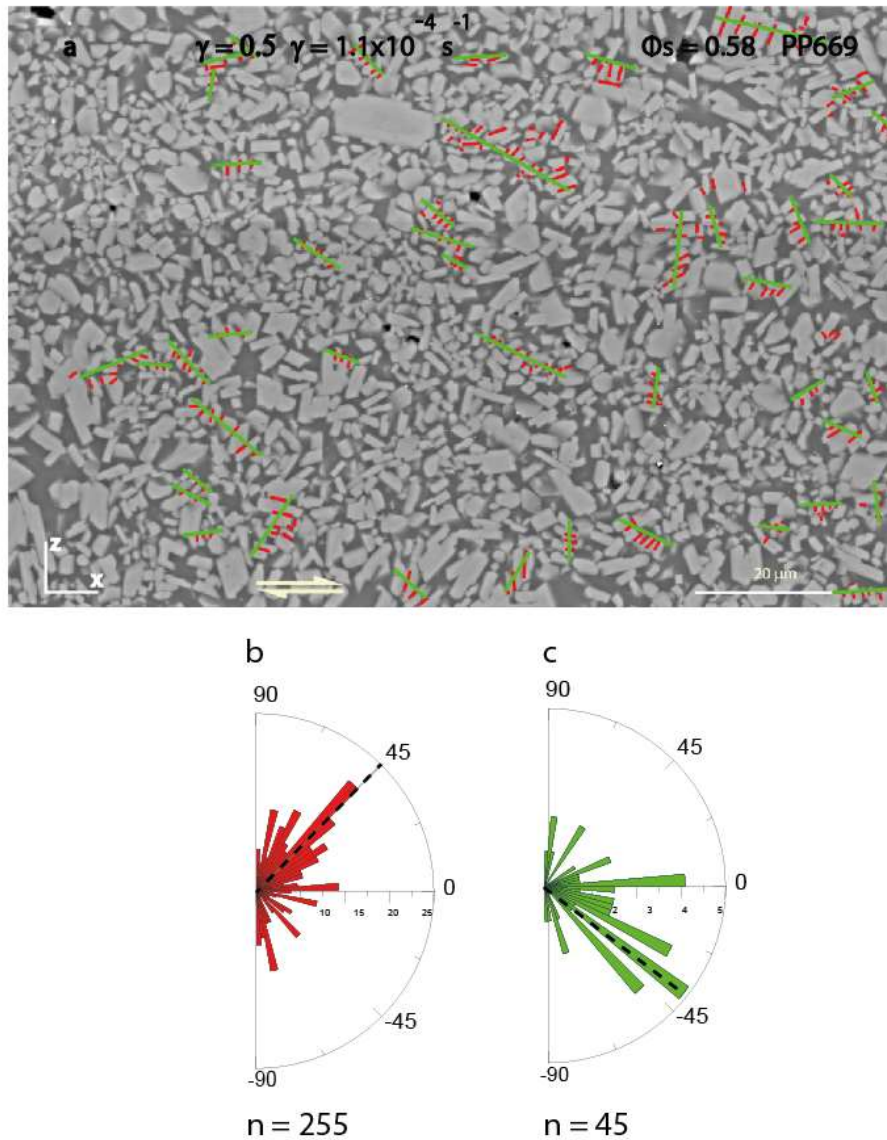 a γ = 0.5 γ = 1.1x10⁻⁴ s⁻¹ Φs = 0.58 PP669
z
x
20 µm
b
c
90
90
45
45
0
0
10 15 20 25
2 3 4 5
-45
-45
-90
-90
n = 255
n = 45